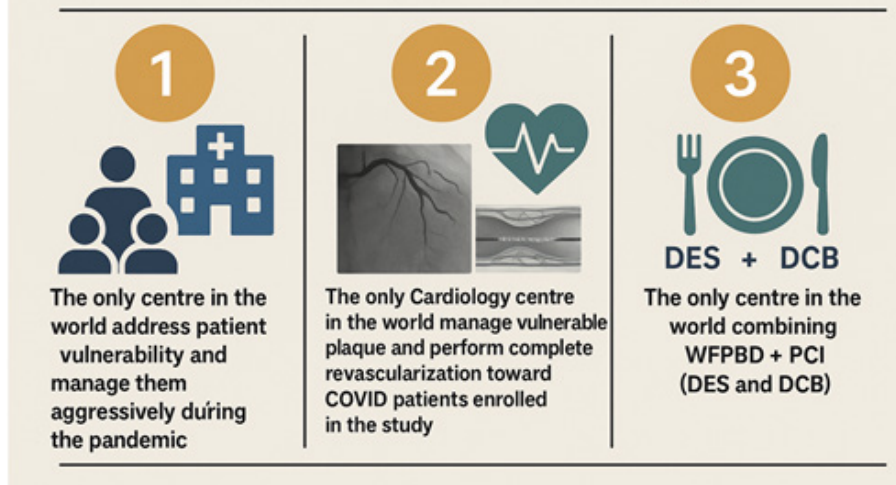 1
The only centre in the
world address patient
vulnerability and
manage them
aggressively during
the pandemic
2
The only Cardiology centre
in the world manage vulnerable
plaque and perform complete
revascularization toward
COVID patients enrolled
in the study
3
DES + DCB
The only centre in the
world combining
WFPBD + PCI
(DES and DCB)